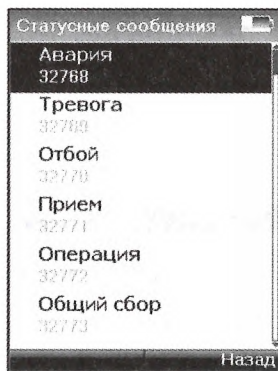 Статусные сообщения
Авария
32768
Тревога
32769
Отбой
32770
Прием
32771
Операция
32772
Общий сбор
32773
Назад